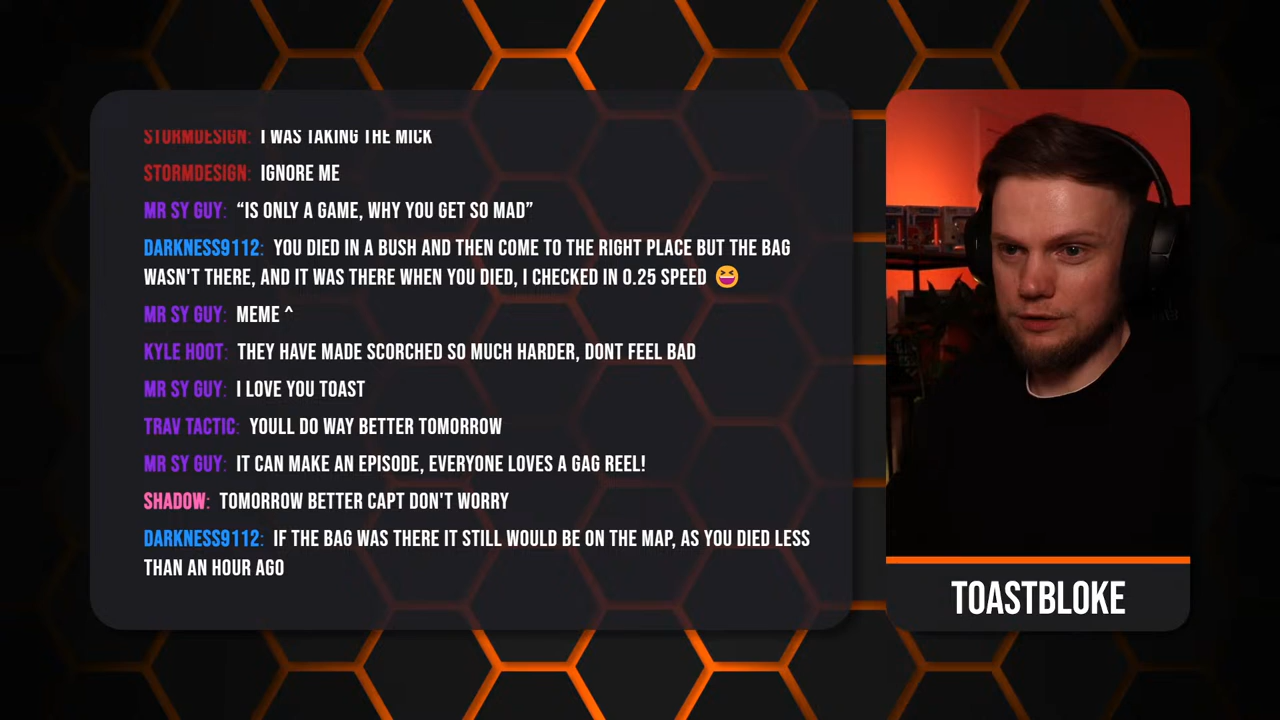 STORMDESIGN: I WAS TAKING THE MICK
STORMDESIGN: IGNORE ME
MR SY GUY: “IS ONLY A GAME, WHY YOU GET SO MAD”
DARKNESS9112: YOU DIED IN A BUSH AND THEN COME TO THE RIGHT PLACE BUT THE BAG
WASN'T THERE, AND IT WAS THERE WHEN YOU DIED, I CHECKED IN 0.25 SPEED 😆
MR SY GUY: MEME ^
KYLE HOOT: THEY HAVE MADE SCORCHED SO MUCH HARDER, DONT FEEL BAD
MR SY GUY: I LOVE YOU TOAST
TRAV TACTIC: YOULL DO WAY BETTER TOMORROW
MR SY GUY: IT CAN MAKE AN EPISODE, EVERYONE LOVES A GAG REEL!
SHADOW: TOMORROW BETTER CAPT DON'T WORRY
DARKNESS9112: IF THE BAG WAS THERE IT STILL WOULD BE ON THE MAP, AS YOU DIED LESS
THAN AN HOUR AGO
TOASTBLOKE